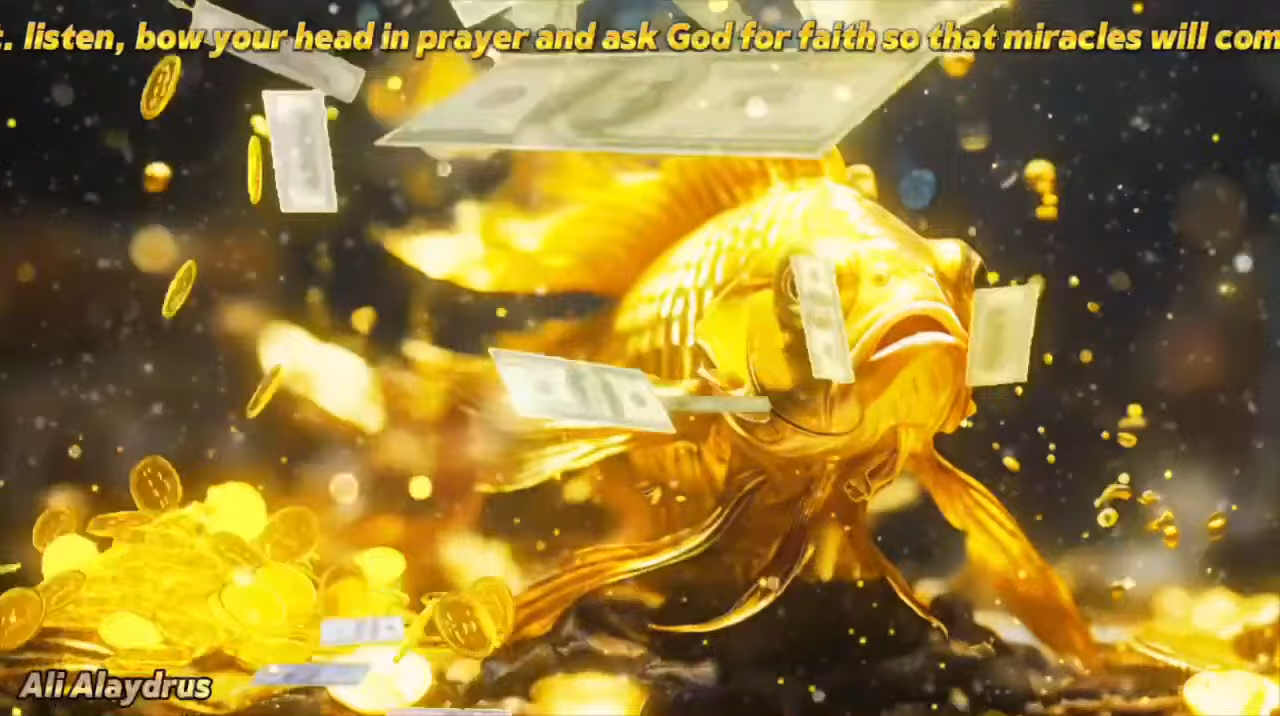 . listen, bow your head in prayer and ask God for faith so that miracles will com
Ali Alaydrus